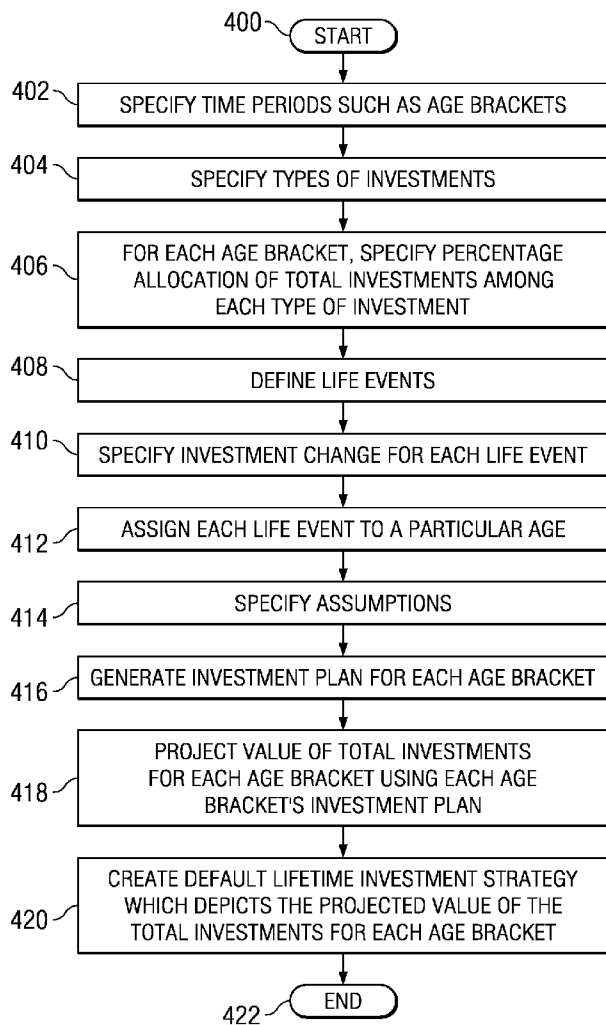 400
START
402
SPECIFY TIME PERIODS SUCH AS AGE BRACKETS
404
SPECIFY TYPES OF INVESTMENTS
406
FOR EACH AGE BRACKET, SPECIFY PERCENTAGE
ALLOCATION OF TOTAL INVESTMENTS AMONG
EACH TYPE OF INVESTMENT
408
DEFINE LIFE EVENTS
410
SPECIFY INVESTMENT CHANGE FOR EACH LIFE EVENT
412
ASSIGN EACH LIFE EVENT TO A PARTICULAR AGE
414
SPECIFY ASSUMPTIONS
416
GENERATE INVESTMENT PLAN FOR EACH AGE BRACKET
418
PROJECT VALUE OF TOTAL INVESTMENTS
FOR EACH AGE BRACKET USING EACH AGE
BRACKET'S INVESTMENT PLAN
420
CREATE DEFAULT LIFETIME INVESTMENT STRATEGY
WHICH DEPICTS THE PROJECTED VALUE OF THE
TOTAL INVESTMENTS FOR EACH AGE BRACKET
422
END